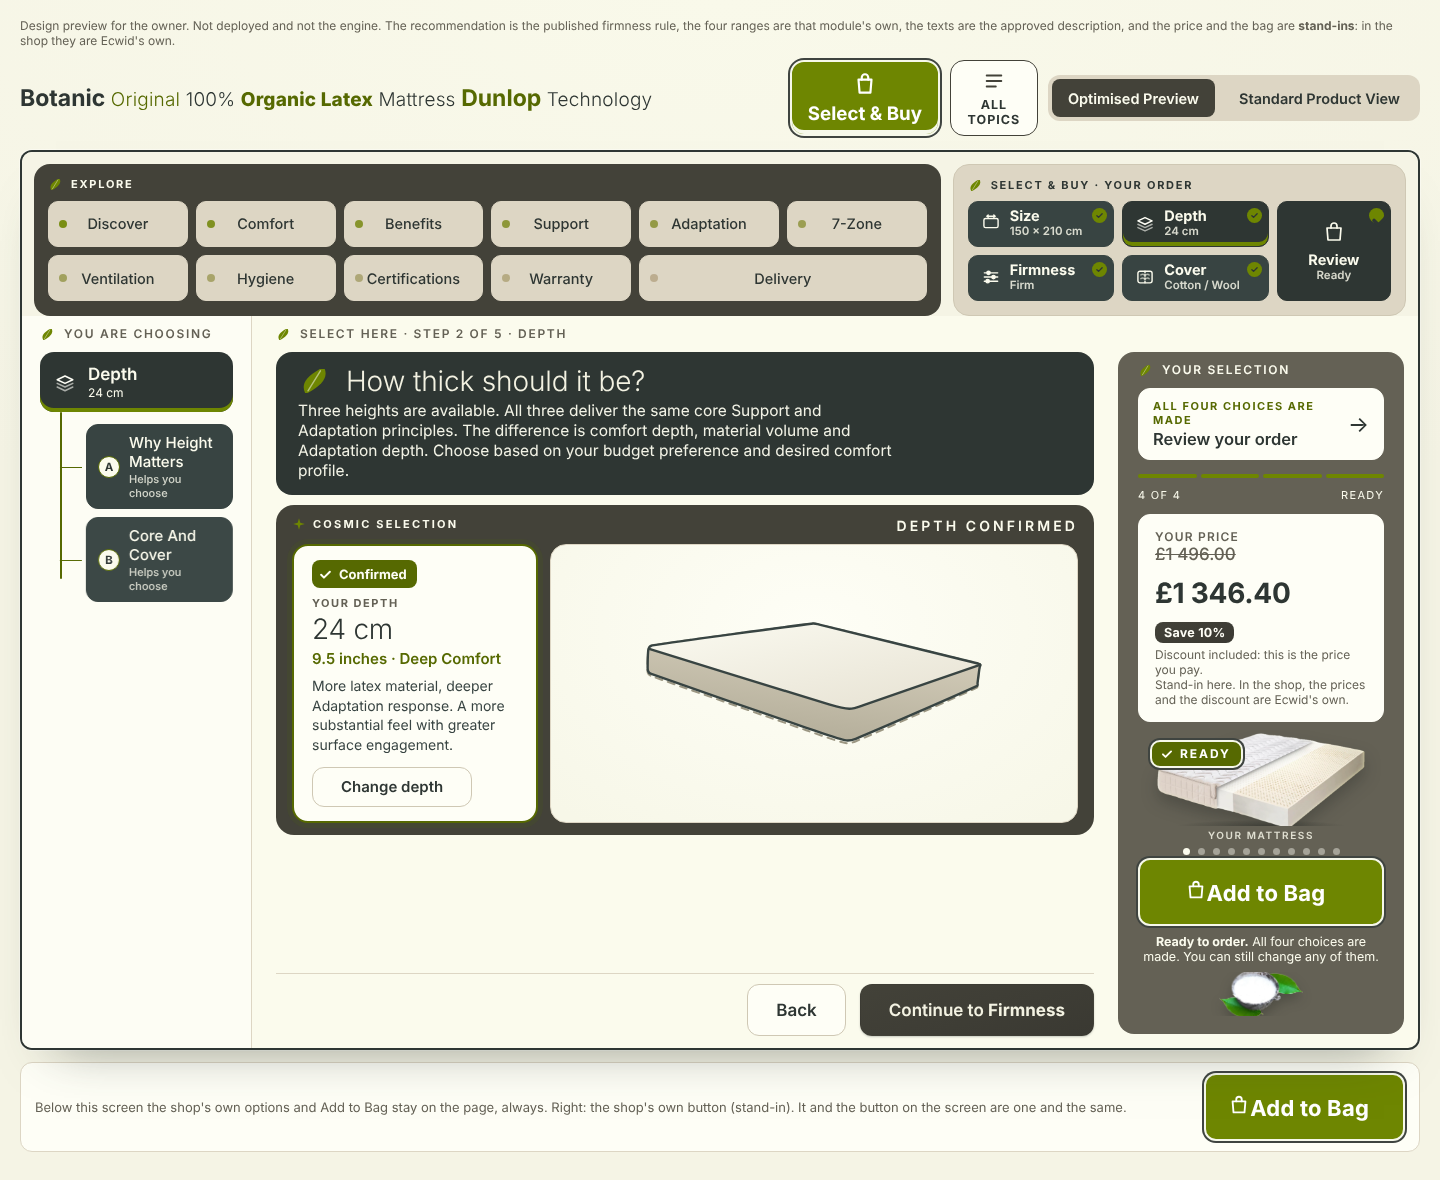 Design preview for the owner. Not deployed and not the engine. The recommendation is the published firmness rule, the four ranges are that module's own, the texts are the approved description, and the price and the bag are stand-ins: in the
shop they are Ecwid's own.
Botanic Original 100% Organic Latex Mattress Dunlop Technology
Select & Buy
ALL
TOPICS
Optimised Preview
Standard Product View
EXPLORE
Discover
Comfort
Benefits
Support
Adaptation
7-Zone
Ventilation
Hygiene
Certifications
Warranty
Delivery
SELECT & BUY · YOUR ORDER
Size
150 × 210 cm
Depth
24 cm
Firmness
Firm
Cover
Cotton / Wool
Review
Ready
YOU ARE CHOOSING
Depth
24 cm
A
Why Height
Matters
Helps you
choose
B
Core And
Cover
Helps you
choose
SELECT HERE · STEP 2 OF 5 · DEPTH
How thick should it be?
Three heights are available. All three deliver the same core Support and
Adaptation principles. The difference is comfort depth, material volume and
Adaptation depth. Choose based on your budget preference and desired comfort
profile.
COSMIC SELECTION
DEPTH CONFIRMED
Confirmed
YOUR DEPTH
24 cm
9.5 inches · Deep Comfort
More latex material, deeper
Adaptation response. A more
substantial feel with greater
surface engagement.
Change depth
Back
Continue to Firmness
YOUR SELECTION
ALL FOUR CHOICES ARE
MADE
Review your order
4 OF 4
READY
YOUR PRICE
£1 496.00
£1 346.40
Save 10%
Discount included: this is the price
you pay.
Stand-in here. In the shop, the prices
and the discount are Ecwid's own.
READY
YOUR MATTRESS
Add to Bag
Ready to order. All four choices are
made. You can still change any of them.
Below this screen the shop's own options and Add to Bag stay on the page, always. Right: the shop's own button (stand-in). It and the button on the screen are one and the same.
Add to Bag